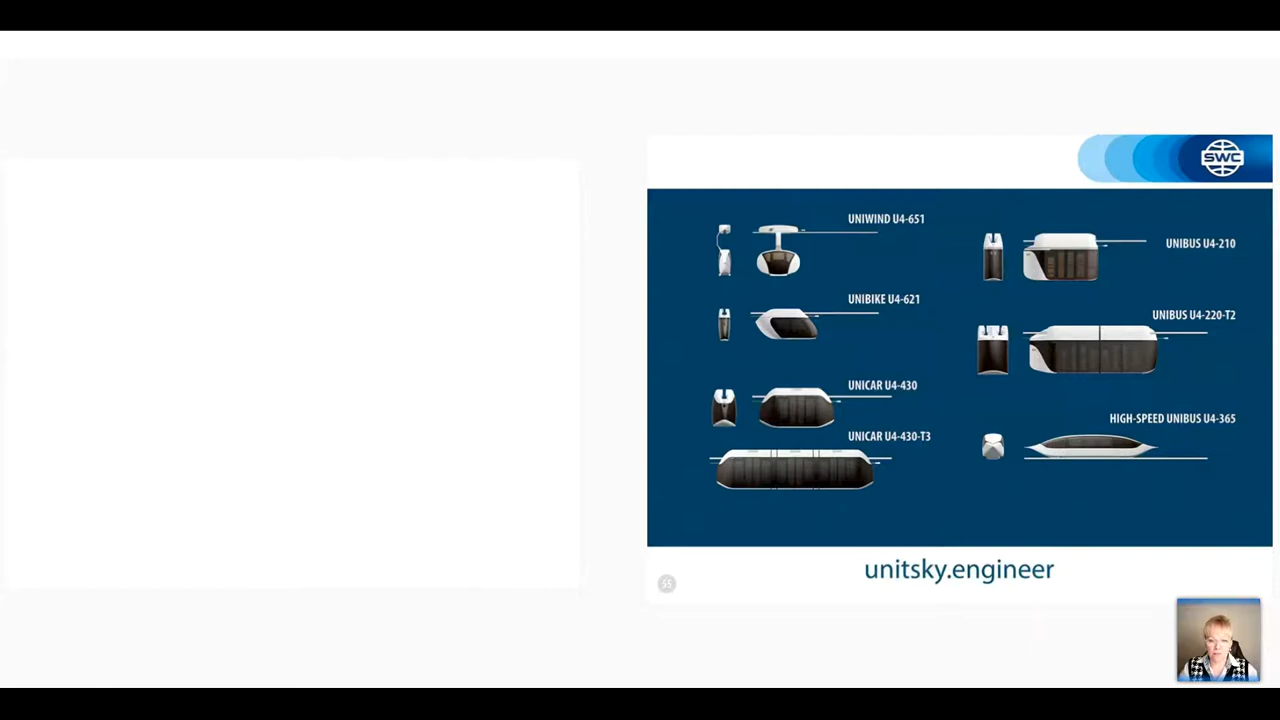 SWC
UNIWIND U4-651
UNIBIKE U4-621
UNICAR U4-430
UNICAR U4-430-T3
UNIBUS U4-210
UNIBUS U4-220-T2
HIGH-SPEED UNIBUS U4-365
unitsky.engineer
55